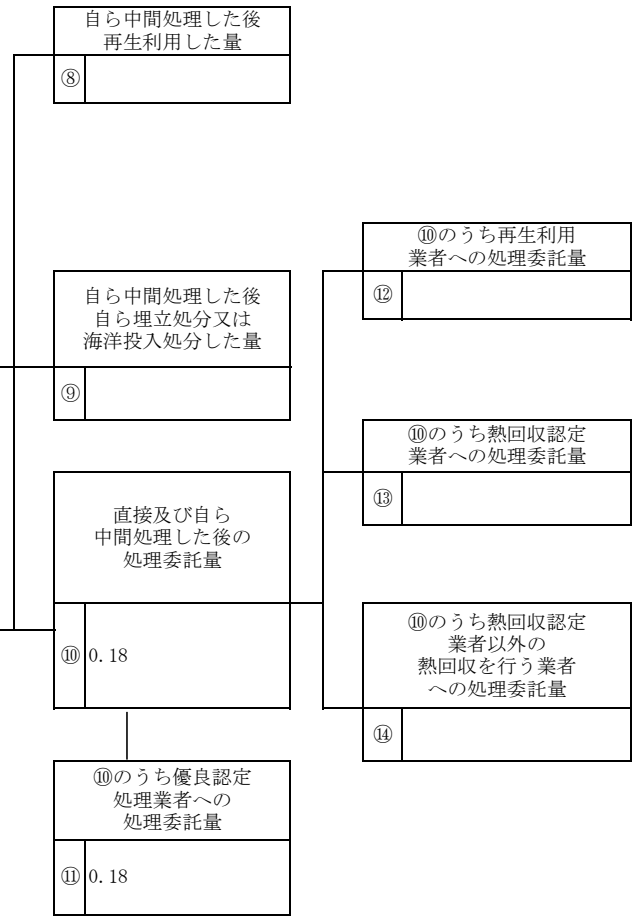 自ら中間処理した後
再生利用した量
⑧
自ら中間処理した後
自ら埋立処分又は
海洋投入処分した量
⑨
直接及び自ら
中間処理した後の
処理委託量
⑩ 0.18
⑩のうち優良認定
処理業者への
処理委託量
⑪ 0.18
⑩のうち再生利用
業者への処理委託量
⑫
⑩のうち熱回収認定
業者への処理委託量
⑬
⑩のうち熱回収認定
業者以外の
熱回収を行う業者
への処理委託量
⑭